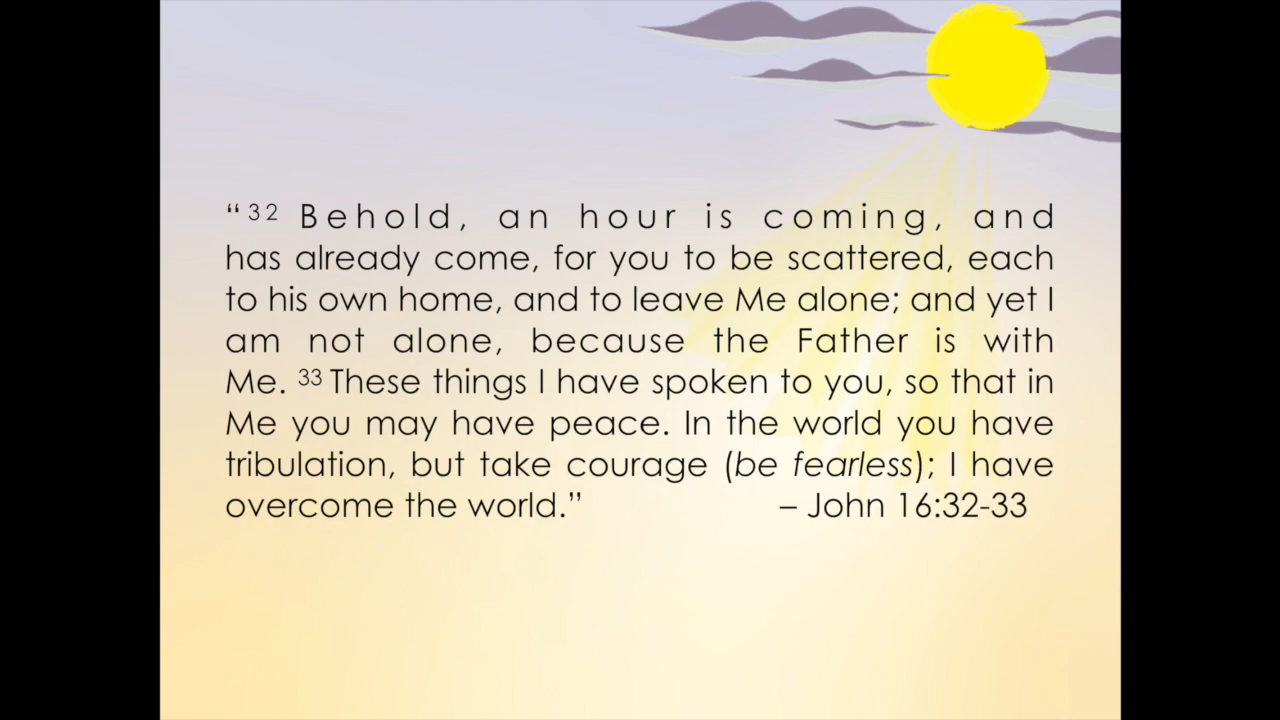 “32 Behold, an hour is coming, and
has already come, for you to be scattered, each
to his own home, and to leave Me alone; and yet I
am not alone, because the Father is with
Me. 33 These things I have spoken to you, so that in
Me you may have peace. In the world you have
tribulation, but take courage (be fearless); I have
overcome the world.” – John 16:32-33